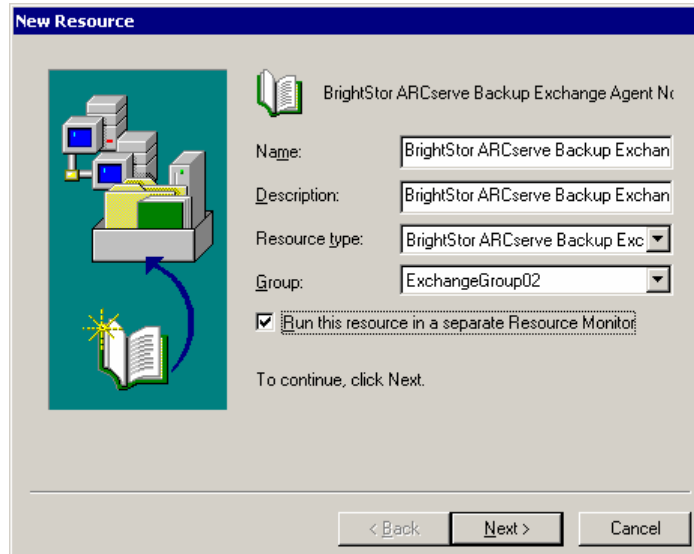 New Resource
BrightStor ARCserve Backup Exchange Agent No
Name:
BrightStor ARCserve Backup Exchan
Description:
BrightStor ARCserve Backup Exchan
Resource type:
BrightStor ARCserve Backup Exc
Group:
ExchangeGroup02
Run this resource in a separate Resource Monitor
To continue, click Next.
< Back
Next >
Cancel